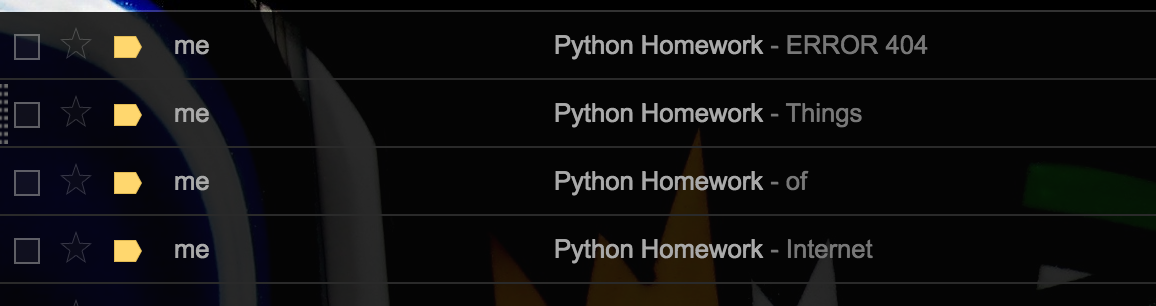 me Python Homework - ERROR 404
me Python Homework - Things
me Python Homework - of
me Python Homework - Internet